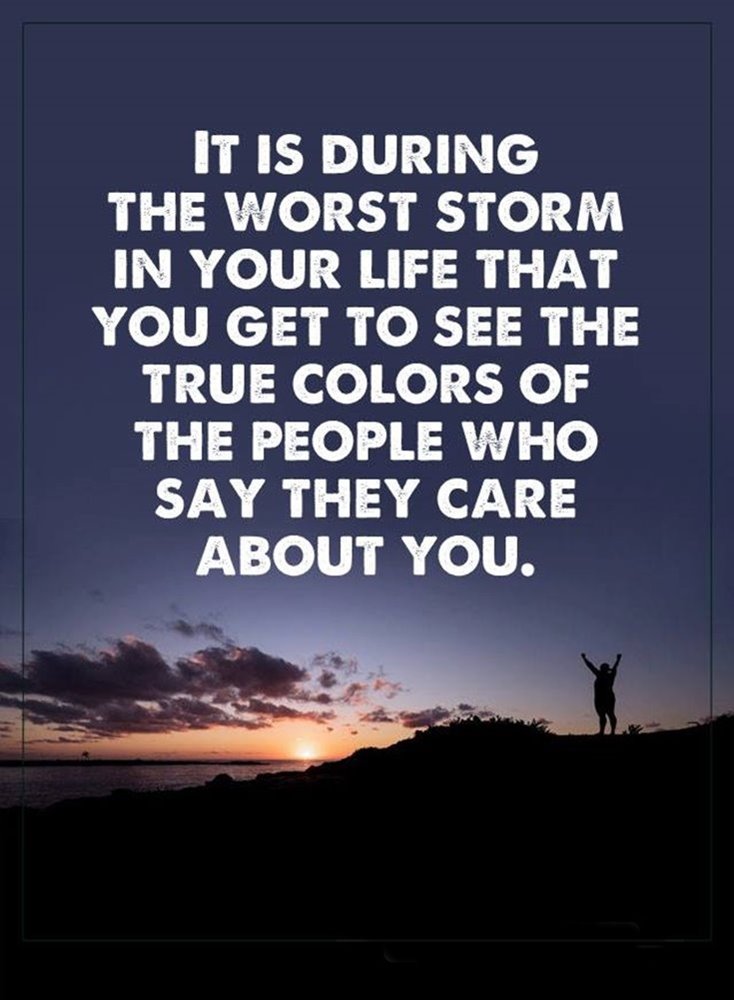 IT IS DURING
THE WORST STORM
IN YOUR LIFE THAT
YOU GET TO SEE THE
TRUE COLORS OF
THE PEOPLE WHO
SAY THEY CARE
ABOUT YOU.